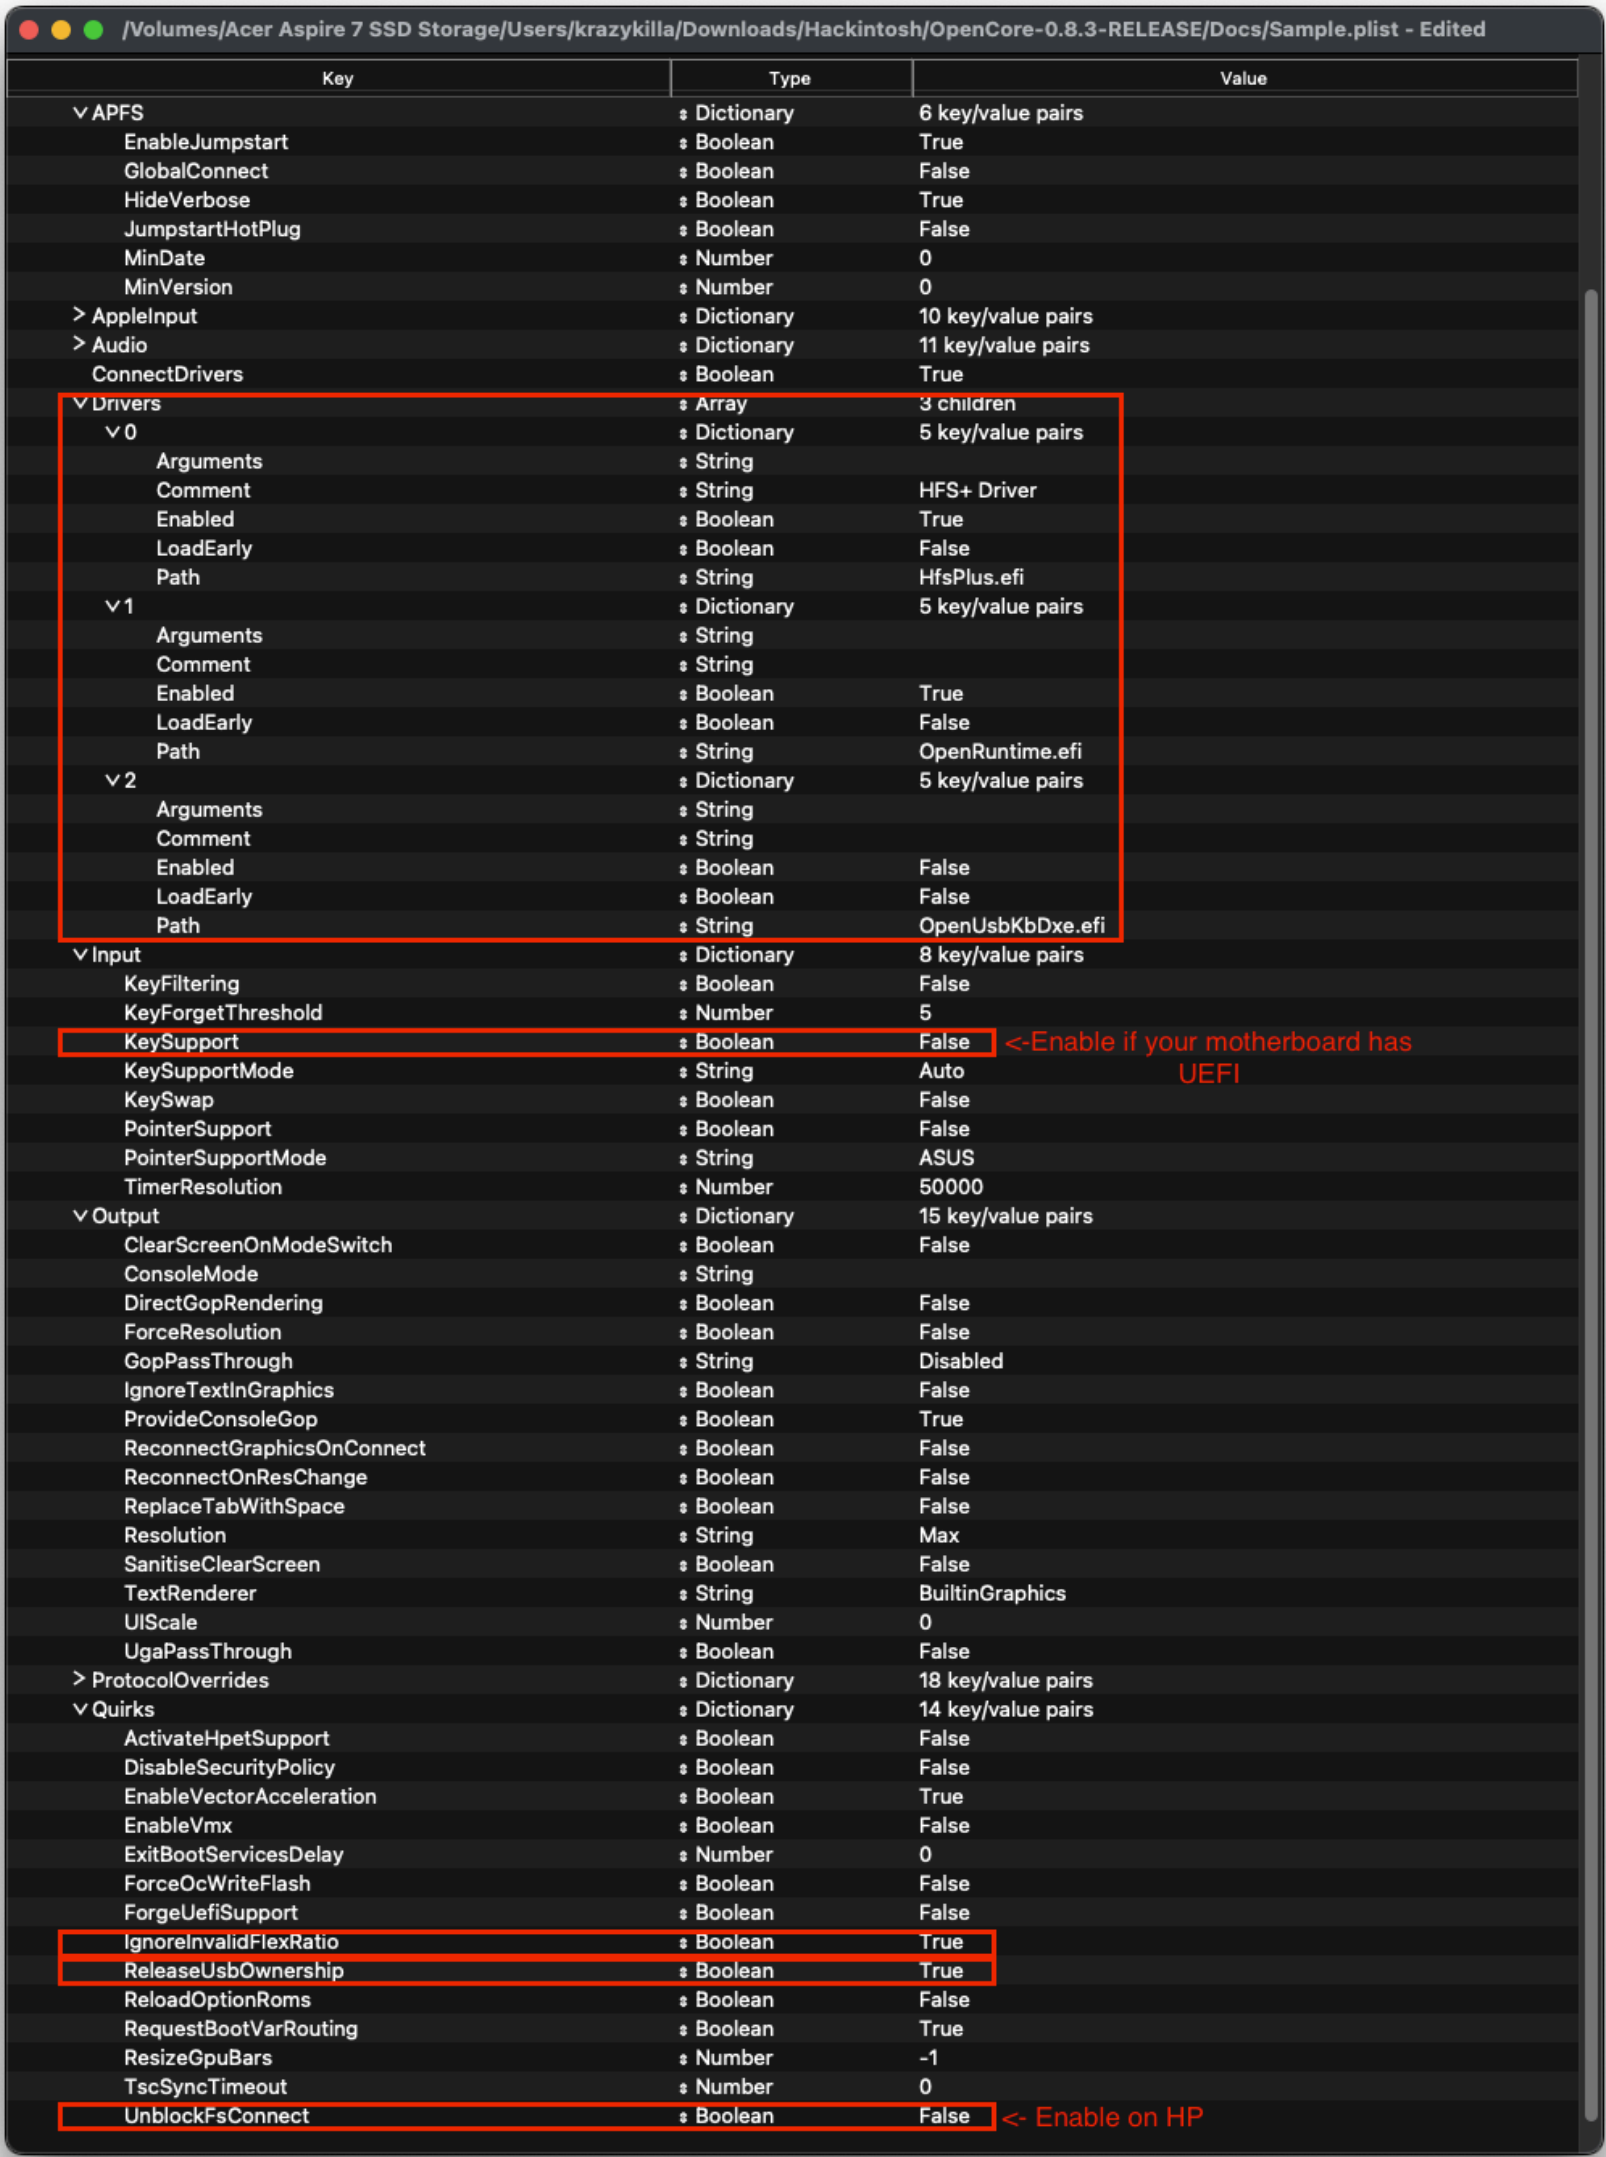 /Volumes/Acer Aspire 7 SSD Storage/Users/krazykilla/Downloads/Hackintosh/OpenCore-0.8.3-RELEASE/Docs/Sample.plist - Edited
Key Type Value
APFS Dictionary 6 key/value pairs
EnableJumpstart Boolean True
GlobalConnect Boolean False
HideVerbose Boolean True
JumpstartHotPlug Boolean False
MinDate Number 0
MinVersion Number 0
AppleInput Dictionary 10 key/value pairs
Audio Dictionary 11 key/value pairs
ConnectDrivers Boolean True
Drivers Array 3 children
0 Dictionary 5 key/value pairs
Arguments String
Comment String HFS+ Driver
Enabled Boolean True
LoadEarly Boolean False
Path String HfsPlus.efi
1 Dictionary 5 key/value pairs
Arguments String
Comment String
Enabled Boolean True
LoadEarly Boolean False
Path String OpenRuntime.efi
2 Dictionary 5 key/value pairs
Arguments String
Comment String
Enabled Boolean False
LoadEarly Boolean False
Path String OpenUsbKbDxe.efi
Input Dictionary 8 key/value pairs
KeyFiltering Boolean False
KeyForgetThreshold Number 5
KeySupport Boolean False <-Enable if your motherboard has
UEFI
KeySupportMode String Auto
KeySwap Boolean False
PointerSupport Boolean False
PointerSupportMode String ASUS
TimerResolution Number 50000
Output Dictionary 15 key/value pairs
ClearScreenOnModeSwitch Boolean False
ConsoleMode String
DirectGopRendering Boolean False
ForceResolution Boolean False
GopPassThrough String Disabled
IgnoreTextInGraphics Boolean False
ProvideConsoleGop Boolean True
ReconnectGraphicsOnConnect Boolean False
ReconnectOnResChange Boolean False
ReplaceTabWithSpace Boolean False
Resolution String Max
SanitiseClearScreen Boolean False
TextRenderer String BuiltinGraphics
UIScale Number 0
UgaPassThrough Boolean False
ProtocolOverrides Dictionary 18 key/value pairs
Quirks Dictionary 14 key/value pairs
ActivateHpetSupport Boolean False
DisableSecurityPolicy Boolean False
EnableVectorAcceleration Boolean True
EnableVmx Boolean False
ExitBootServicesDelay Number 0
ForceOcWriteFlash Boolean False
ForgeUefiSupport Boolean False
IgnoreInvalidFlexRatio Boolean True
ReleaseUsbOwnership Boolean True
ReloadOptionRoms Boolean False
RequestBootVarRouting Boolean True
ResizeGpuBars Number -1
TscSyncTimeout Number 0
UnblockFsConnect Boolean False <- Enable on HP